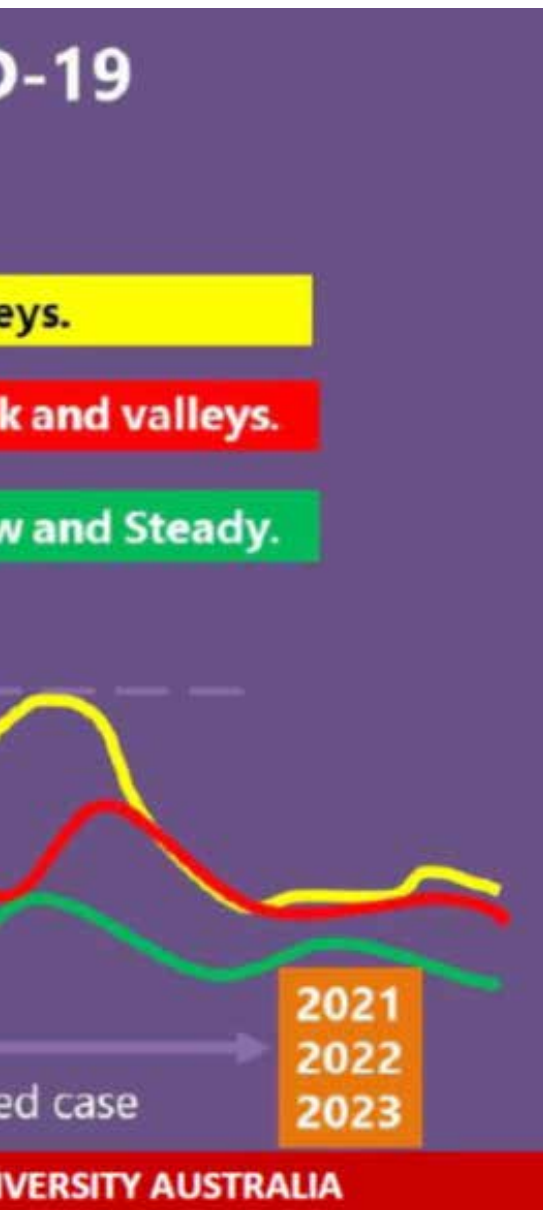 D-19
eys.
k and valleys.
w and Steady.
2021
2022
2023
ed case
IVERSITY AUSTRALIA